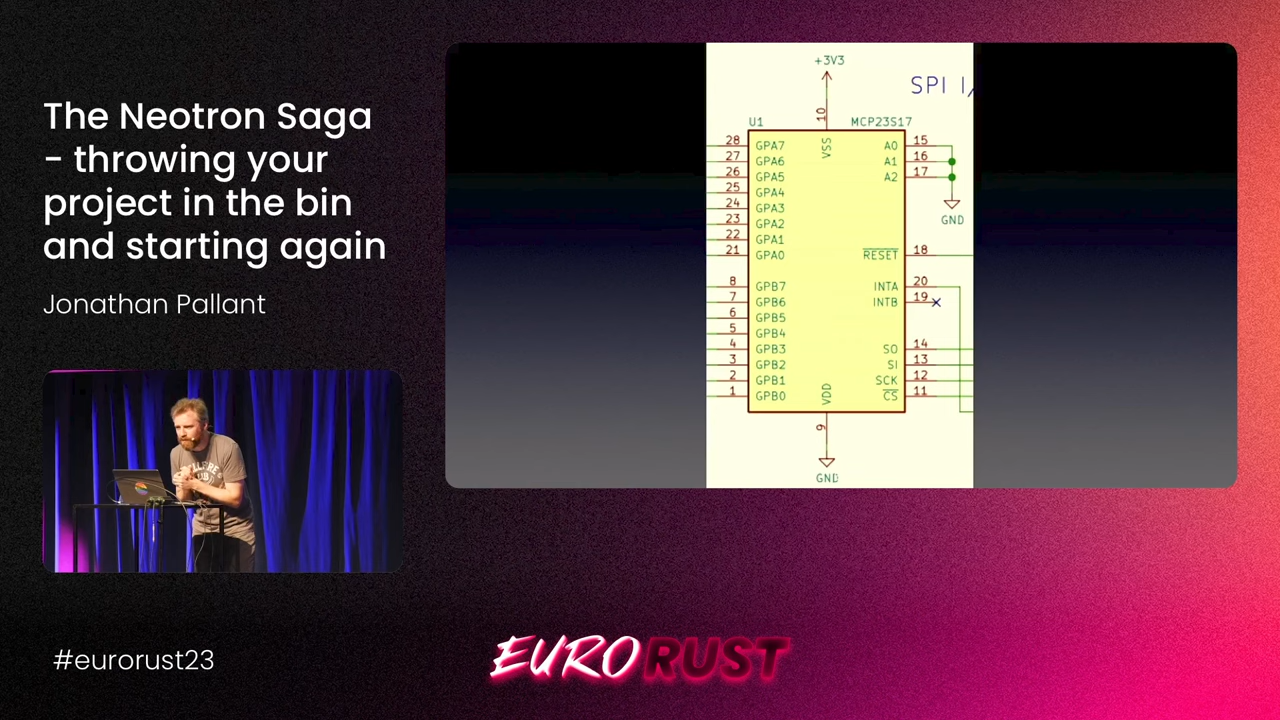 The Neotron Saga
- throwing your
project in the bin
and starting again
Jonathan Pallant
+3V3
SPI I/
10
U1
MCP23S17
VSS
28 GPA7
27 GPA6
26 GPA5
25 GPA4
24 GPA3
23 GPA2
22 GPA1
21 GPA0
8 GPB7
7 GPB6
6 GPB5
5 GPB4
4 GPB3
3 GPB2
2 GPB1
1 GPB0
A0 15
A1 16
A2 17
GND
RESET 18
INTA 20
INTB 19
SO 14
SI 13
SCK 12
CS 11
VDD
9
GND
#eurorust23
EURORUST